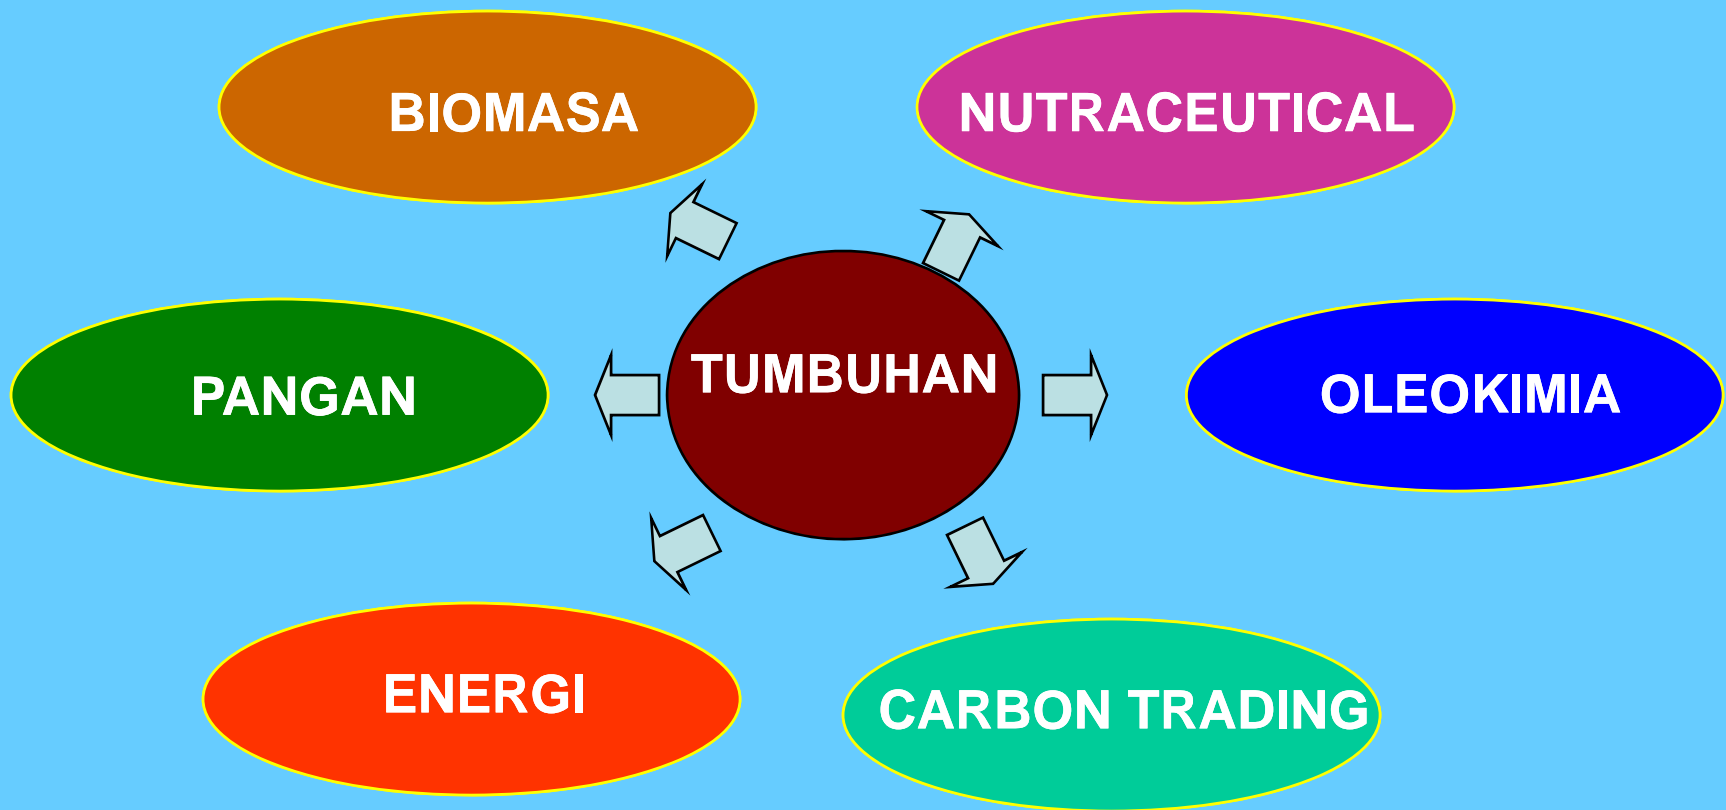 BIOMASA
NUTRACEUTICAL
TUMBUHAN
PANGAN
OLEOKIMIA
ENERGI
CARBON TRADING